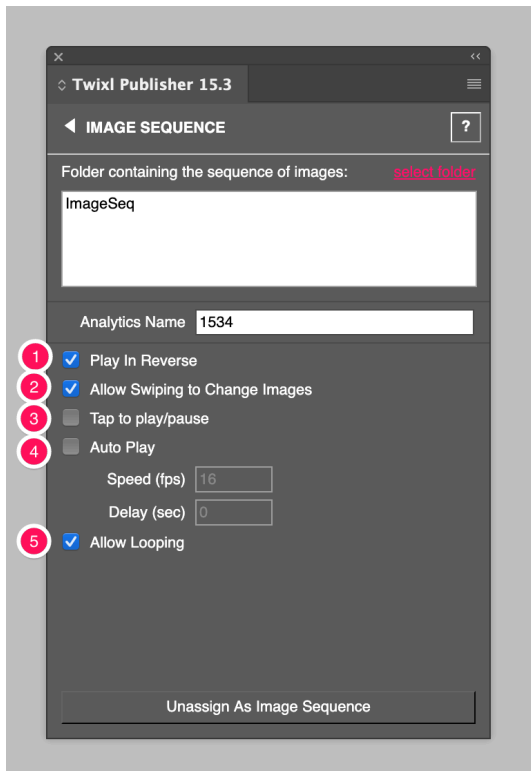 Twixl Publisher 15.3
IMAGE SEQUENCE
?
Folder containing the sequence of images: select folder
ImageSeq
Analytics Name 1534
1 Play In Reverse
2 Allow Swiping to Change Images
3 Tap to play/pause
4 Auto Play
Speed (fps) 16
Delay (sec) 0
5 Allow Looping
Unassign As Image Sequence